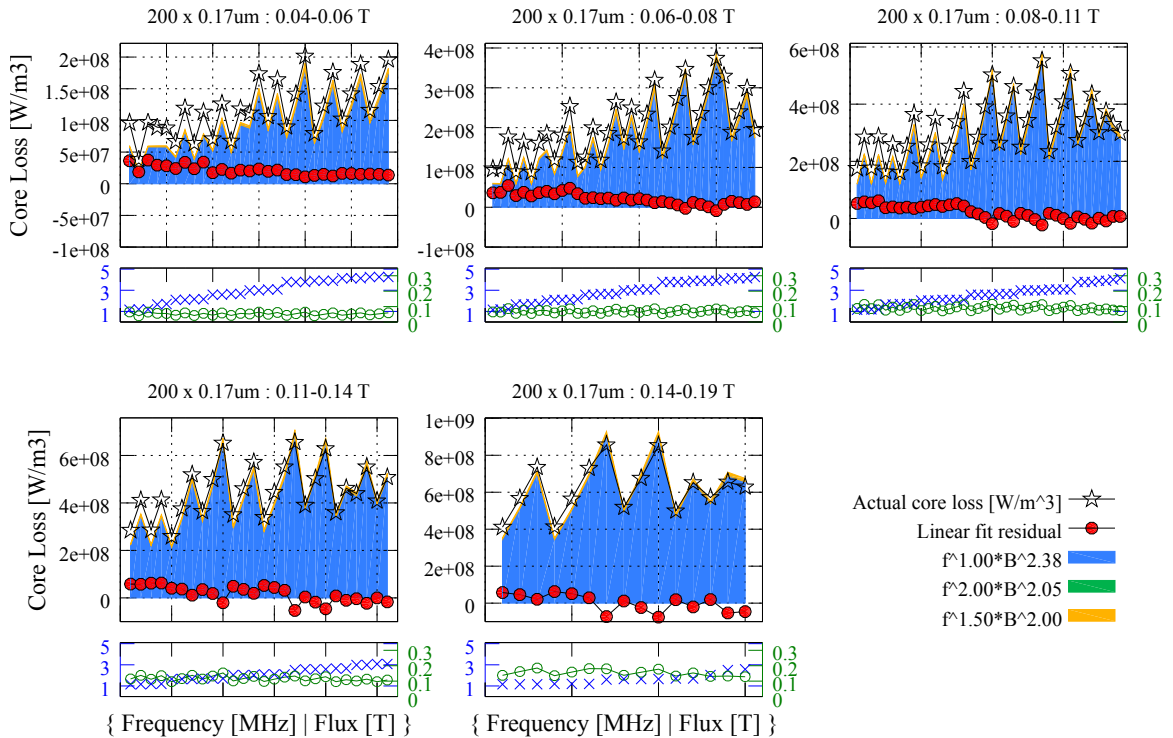 200 x 0.17um : 0.04-0.06 T
200 x 0.17um : 0.06-0.08 T
200 x 0.17um : 0.08-0.11 T
Core Loss [W/m3]
2e+08
1.5e+08
1e+08
5e+07
0
-5e+07
-1e+08
4e+08
3e+08
2e+08
1e+08
0
-1e+08
6e+08
4e+08
2e+08
0
5
3
1
0.3
0.2
0.1
0
5
3
1
0.3
0.2
0.1
0
5
3
1
0.3
0.2
0.1
0
200 x 0.17um : 0.11-0.14 T
200 x 0.17um : 0.14-0.19 T
Core Loss [W/m3]
6e+08
4e+08
2e+08
0
1e+09
8e+08
6e+08
4e+08
2e+08
0
Actual core loss [W/m^3]
Linear fit residual
f^1.00*B^2.38
f^2.00*B^2.05
f^1.50*B^2.00
5
3
1
0.3
0.2
0.1
0
5
3
1
0.3
0.2
0.1
0
{ Frequency [MHz] | Flux [T] }
{ Frequency [MHz] | Flux [T] }